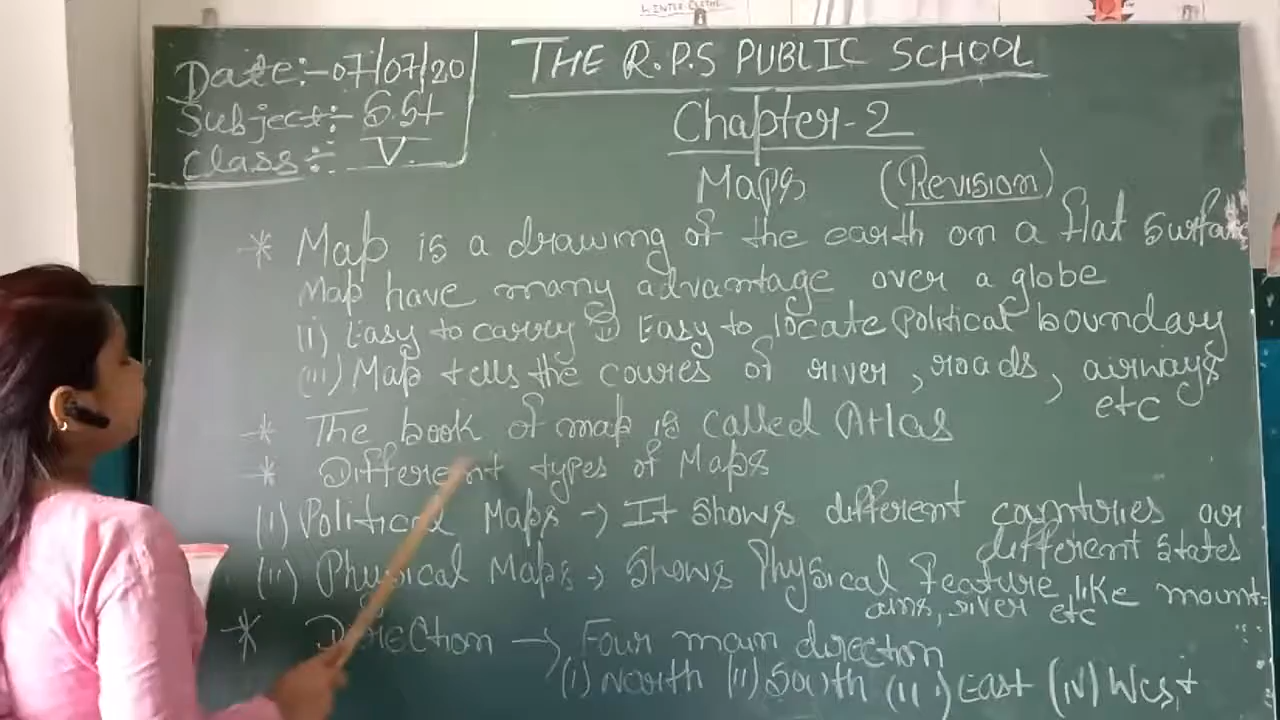 WINTER CLOTHES
Date:-07/07/20
Subject:- S.St
Class:- V.
THE R.P.S PUBLIC SCHOOL
Chapter-2
Maps (Revision)
* Map is a drawing of the earth on a flat surface
Map have many advantage over a globe
(i) Easy to carry (ii) Easy to locate Political boundary
(iii) Map tells the coures of river, roads, airways
etc
* The book of map is called Atlas
* Different types of Maps
(i) Political Maps → It shows different countries our
different states
(ii) Physical Maps → Shows Physical feature like mount-
ains, river etc
* Direction → Four main direction
(i) North (ii) South (iii) East (iv) West